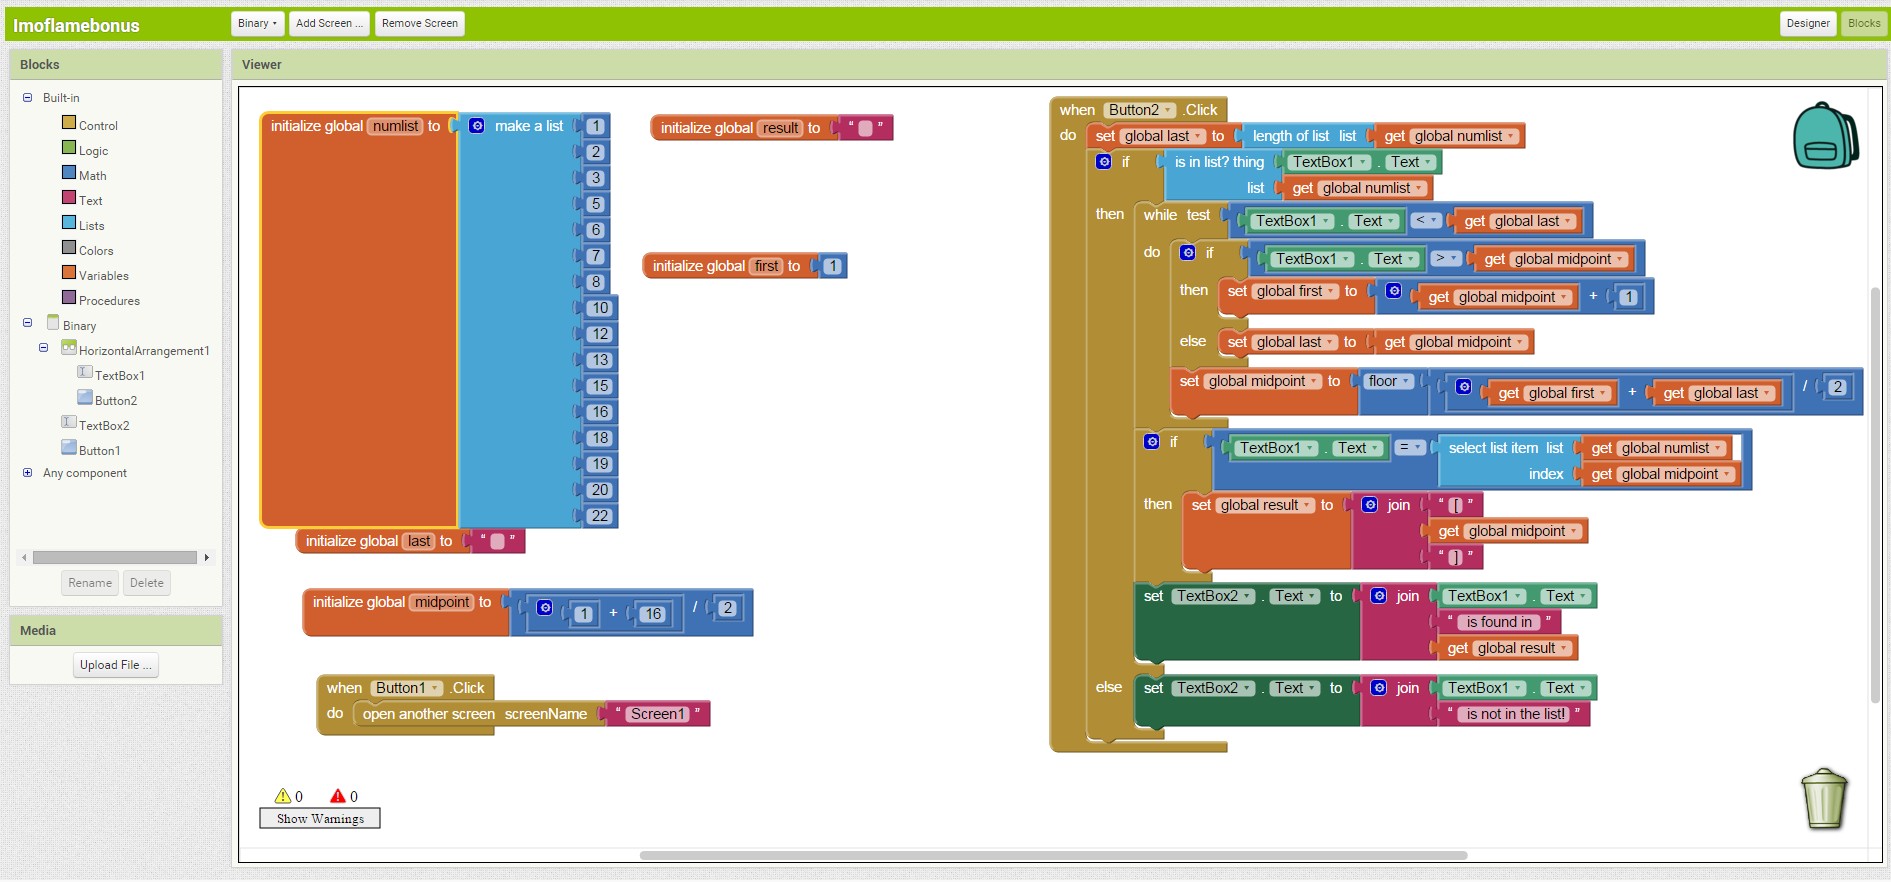 Imoflamebonus
Binary
Add Screen ...
Remove Screen
Designer
Blocks
Blocks
Built-in
Control
Logic
Math
Text
Lists
Colors
Variables
Procedures
Binary
HorizontalArrangement1
TextBox1
Button2
TextBox2
Button1
Any component
Rename
Delete
Media
Upload File ...
Viewer
initialize global numlist to make a list 1
2
3
5
6
7
8
10
12
13
15
16
18
19
20
22
initialize global last to " "
initialize global midpoint to 1 + 16 / 2
when Button1 .Click
do open another screen screenName " Screen1 "
initialize global result to " "
initialize global first to 1
when Button2 .Click
do set global last to length of list list get global numlist
if is in list? thing TextBox1 . Text
list get global numlist
then while test TextBox1 . Text < get global last
do if TextBox1 . Text > get global midpoint
then set global first to get global midpoint + 1
else set global last to get global midpoint
set global midpoint to floor get global first + get global last / 2
if TextBox1 . Text = select list item list get global numlist
index get global midpoint
then set global result to join " [ "
get global midpoint
" ] "
set TextBox2 . Text to join TextBox1 . Text
" is found in "
get global result
else set TextBox2 . Text to join TextBox1 . Text
" is not in the list! "
0 0
Show Warnings